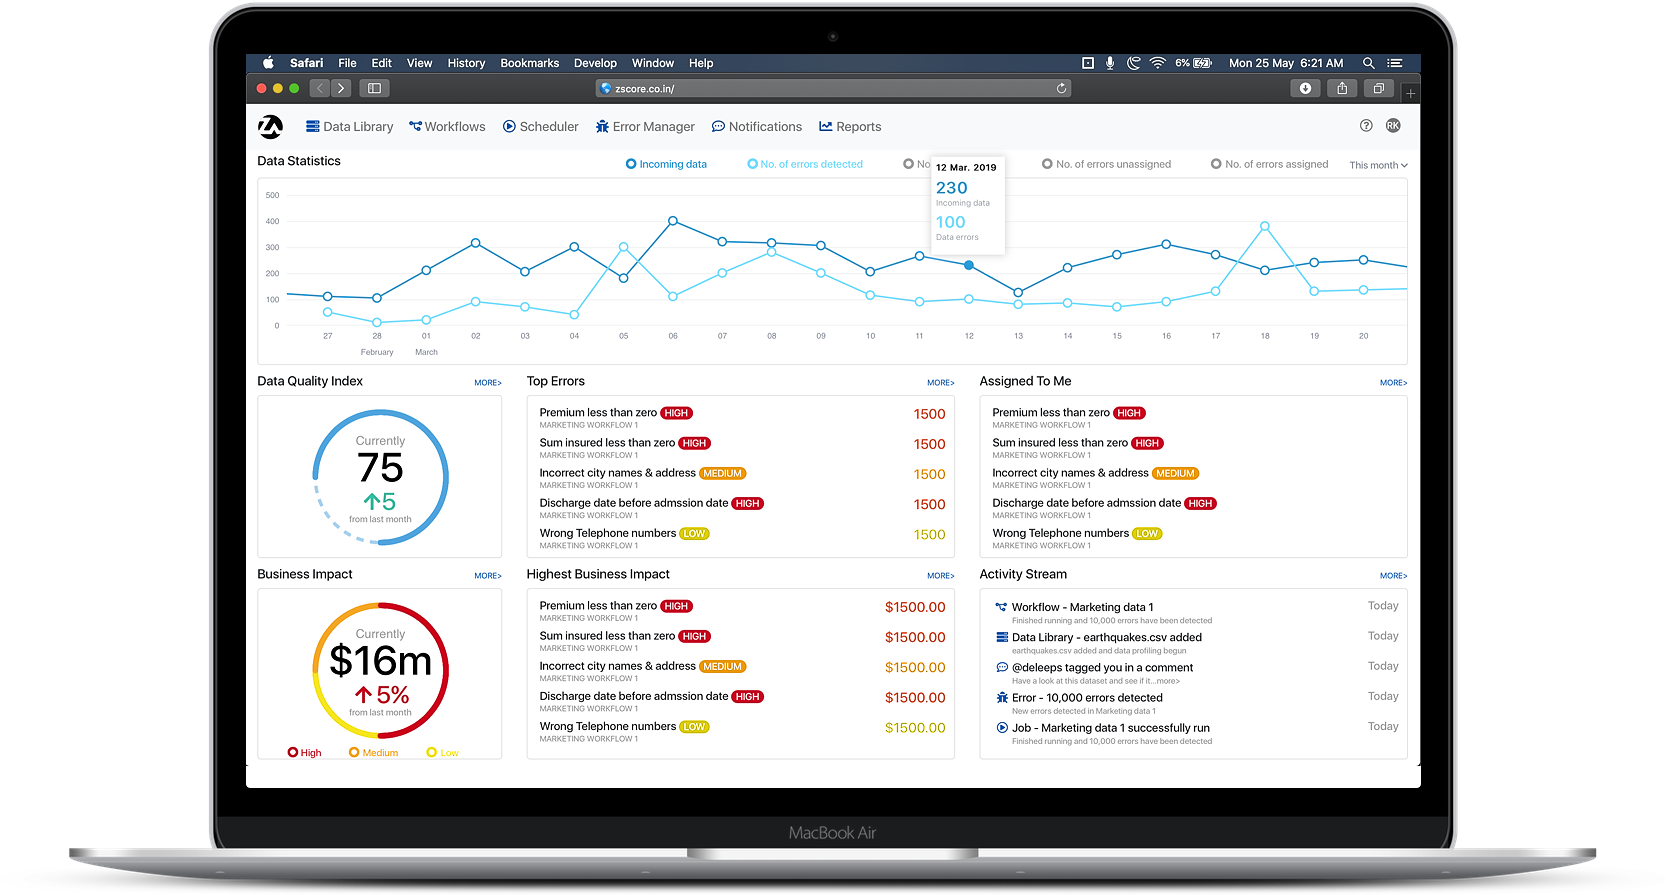 Safari File Edit View History Bookmarks Develop Window Help 6% Mon 25 May 6:21 AM
zscore.co.in/
Data Library Workflows Scheduler Error Manager Notifications Reports RK
Data Statistics
Incoming data No. of errors detected No No. of errors unassigned No. of errors assigned This month
12 Mar. 2019
230
Incoming data
100
Data errors
500
400
300
200
100
0
27 28 01 02 03 04 05 06 07 08 09 10 11 12 13 14 15 16 17 18 19 20
February March
Data Quality Index MORE>
Currently
75
5
from last month
Top Errors MORE>
Premium less than zero HIGH 1500
MARKETING WORKFLOW 1
Sum insured less than zero HIGH 1500
MARKETING WORKFLOW 1
Incorrect city names & address MEDIUM 1500
MARKETING WORKFLOW 1
Discharge date before admssion date HIGH 1500
MARKETING WORKFLOW 1
Wrong Telephone numbers LOW 1500
MARKETING WORKFLOW 1
Assigned To Me MORE>
Premium less than zero HIGH
MARKETING WORKFLOW 1
Sum insured less than zero HIGH
MARKETING WORKFLOW 1
Incorrect city names & address MEDIUM
MARKETING WORKFLOW 1
Discharge date before admssion date HIGH
MARKETING WORKFLOW 1
Wrong Telephone numbers LOW
MARKETING WORKFLOW 1
Business Impact MORE>
Currently
$16m
5%
from last month
High Medium Low
Highest Business Impact MORE>
Premium less than zero HIGH $1500.00
MARKETING WORKFLOW 1
Sum insured less than zero HIGH $1500.00
MARKETING WORKFLOW 1
Incorrect city names & address MEDIUM $1500.00
MARKETING WORKFLOW 1
Discharge date before admssion date HIGH $1500.00
MARKETING WORKFLOW 1
Wrong Telephone numbers LOW $1500.00
MARKETING WORKFLOW 1
Activity Stream MORE>
Workflow - Marketing data 1 Today
Finished running and 10,000 errors have been detected
Data Library - earthquakes.csv added Today
earthquakes.csv added and data profiling begun
@deleeps tagged you in a comment Today
Have a look at this dataset and see if it...more>
Error - 10,000 errors detected Today
New errors detected in Marketing data 1
Job - Marketing data 1 successfully run Today
Finished running and 10,000 errors have been detected
MacBook Air